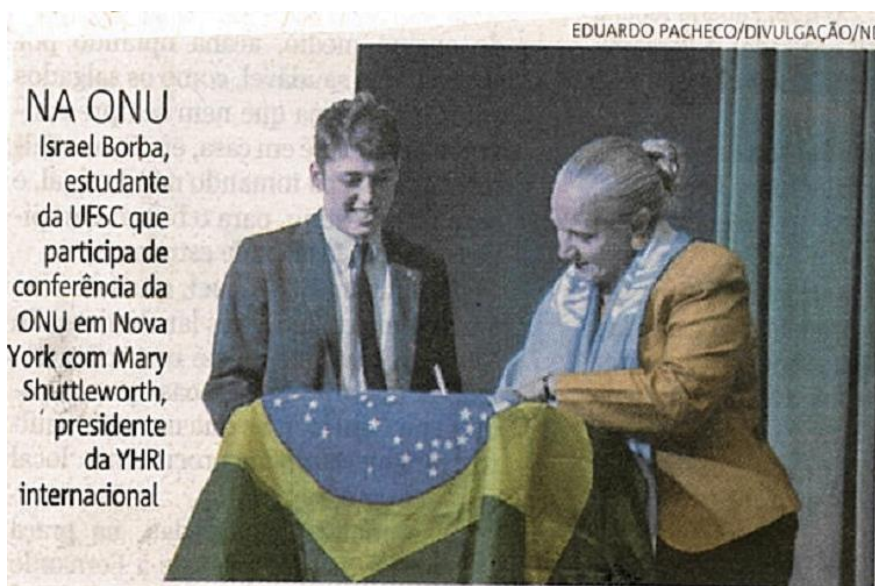 EDUARDO PACHECO/DIVULGAÇÃO/ND
NA ONU
Israel Borba,
estudante
da UFSC que
participa de
conferência da
ONU em Nova
York com Mary
Shuttleworth,
presidente
da YHRI
internacional